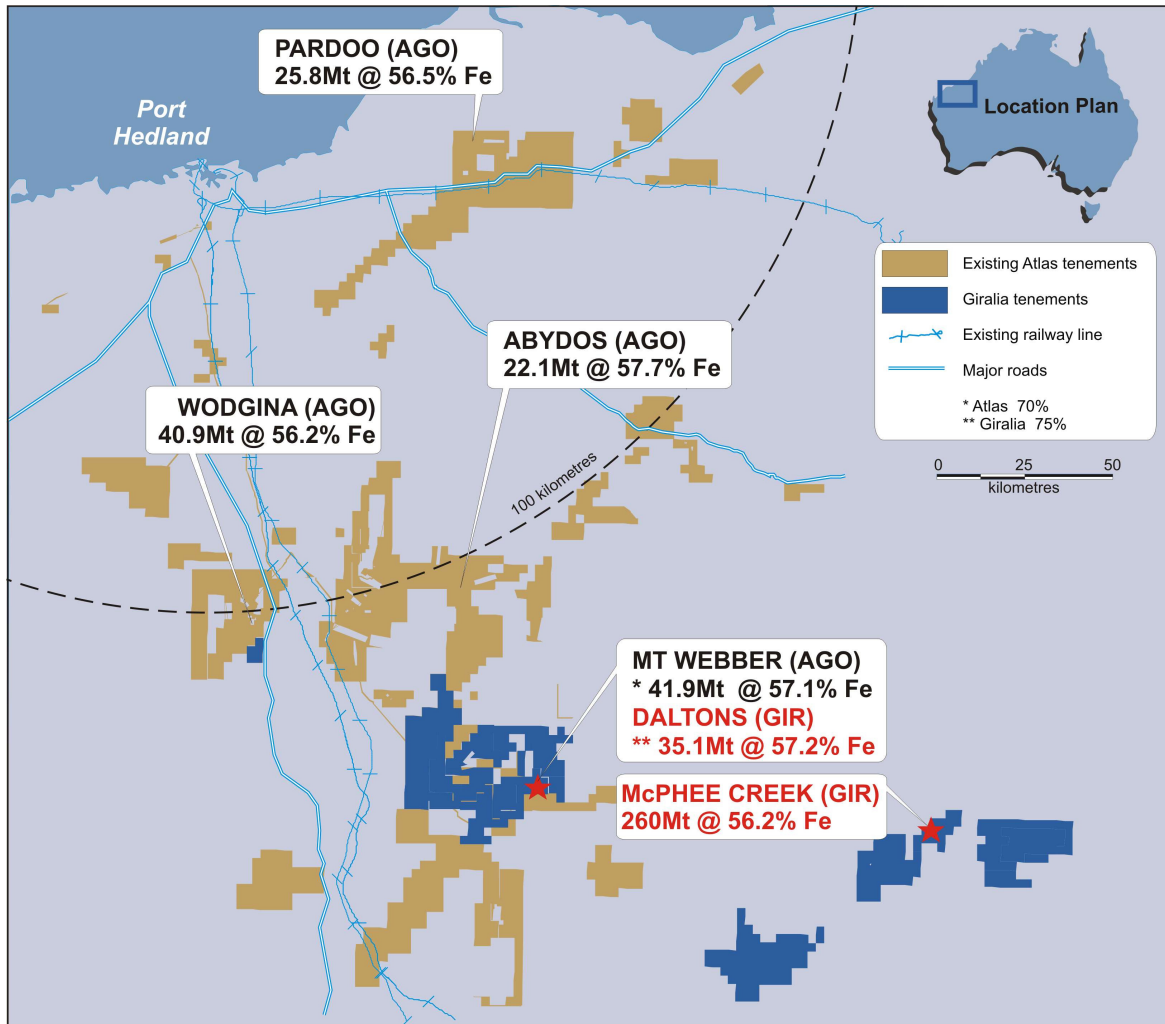 PARDOO (AGO)
25.8Mt @ 56.5% Fe
Port
Hedland
Location Plan
Existing Atlas tenements
Giralia tenements
Existing railway line
Major roads
* Atlas 70%
** Giralia 75%
0 25 50
kilometres
ABYDOS (AGO)
22.1Mt @ 57.7% Fe
WODGINA (AGO)
40.9Mt @ 56.2% Fe
100 kilometres
MT WEBBER (AGO)
* 41.9Mt @ 57.1% Fe
DALTONS (GIR)
** 35.1Mt @ 57.2% Fe
McPHEE CREEK (GIR)
260Mt @ 56.2% Fe